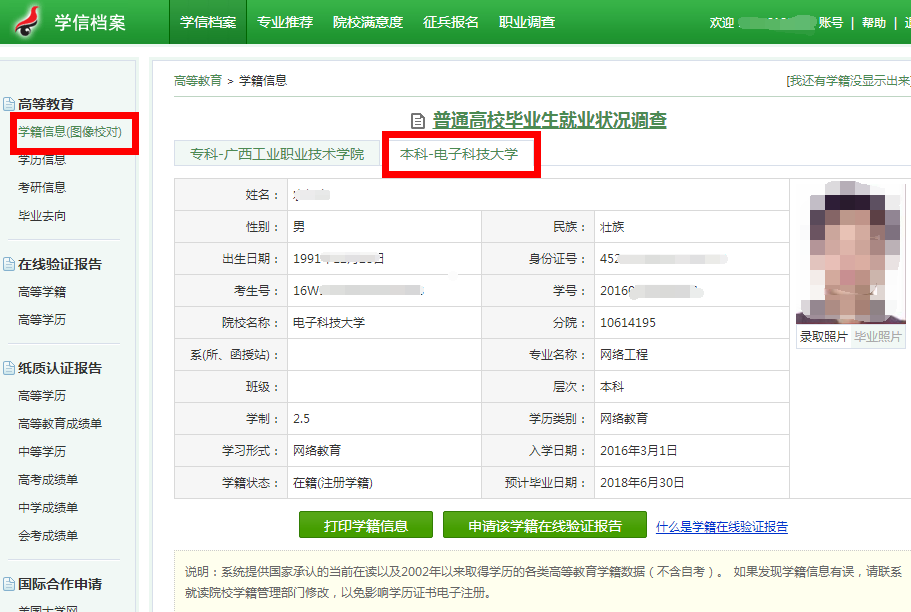 学信档案 学信档案 专业推荐 院校满意度 征兵报名 职业调查 欢迎 账号 | 帮助 |
高等教育 > 学籍信息 [我还有学籍没显示出来
高等教育
学籍信息(图像校对)
学历信息
考研信息
毕业去向
在线验证报告
高等学籍
高等学历
纸质认证报告
高等学历
高等教育成绩单
中等学历
高考成绩单
中学成绩单
会考成绩单
国际合作申请
美国大学网
普通高校毕业生就业状况调查
专科-广西工业职业技术学院 本科-电子科技大学
姓名：
性别： 男 民族： 壮族
出生日期： 1991 日 身份证号： 452
考生号： 16W 学号： 2016
院校名称： 电子科技大学 分院： 10614195
系(所、函授站)： 专业名称： 网络工程
班级： 层次： 本科
学制： 2.5 学历类别： 网络教育
学习形式： 网络教育 入学日期： 2016年3月1日
学籍状态： 在籍(注册学籍) 预计毕业日期： 2018年6月30日
录取照片 毕业照片
打印学籍信息 申请该学籍在线验证报告 什么是学籍在线验证报告
说明：系统提供国家承认的当前在读以及2002年以来取得学历的各类高等教育学籍数据（不含自考）。 如果发现学籍信息有误，请联系
就读院校学籍管理部门修改，以免影响学历证书电子注册。